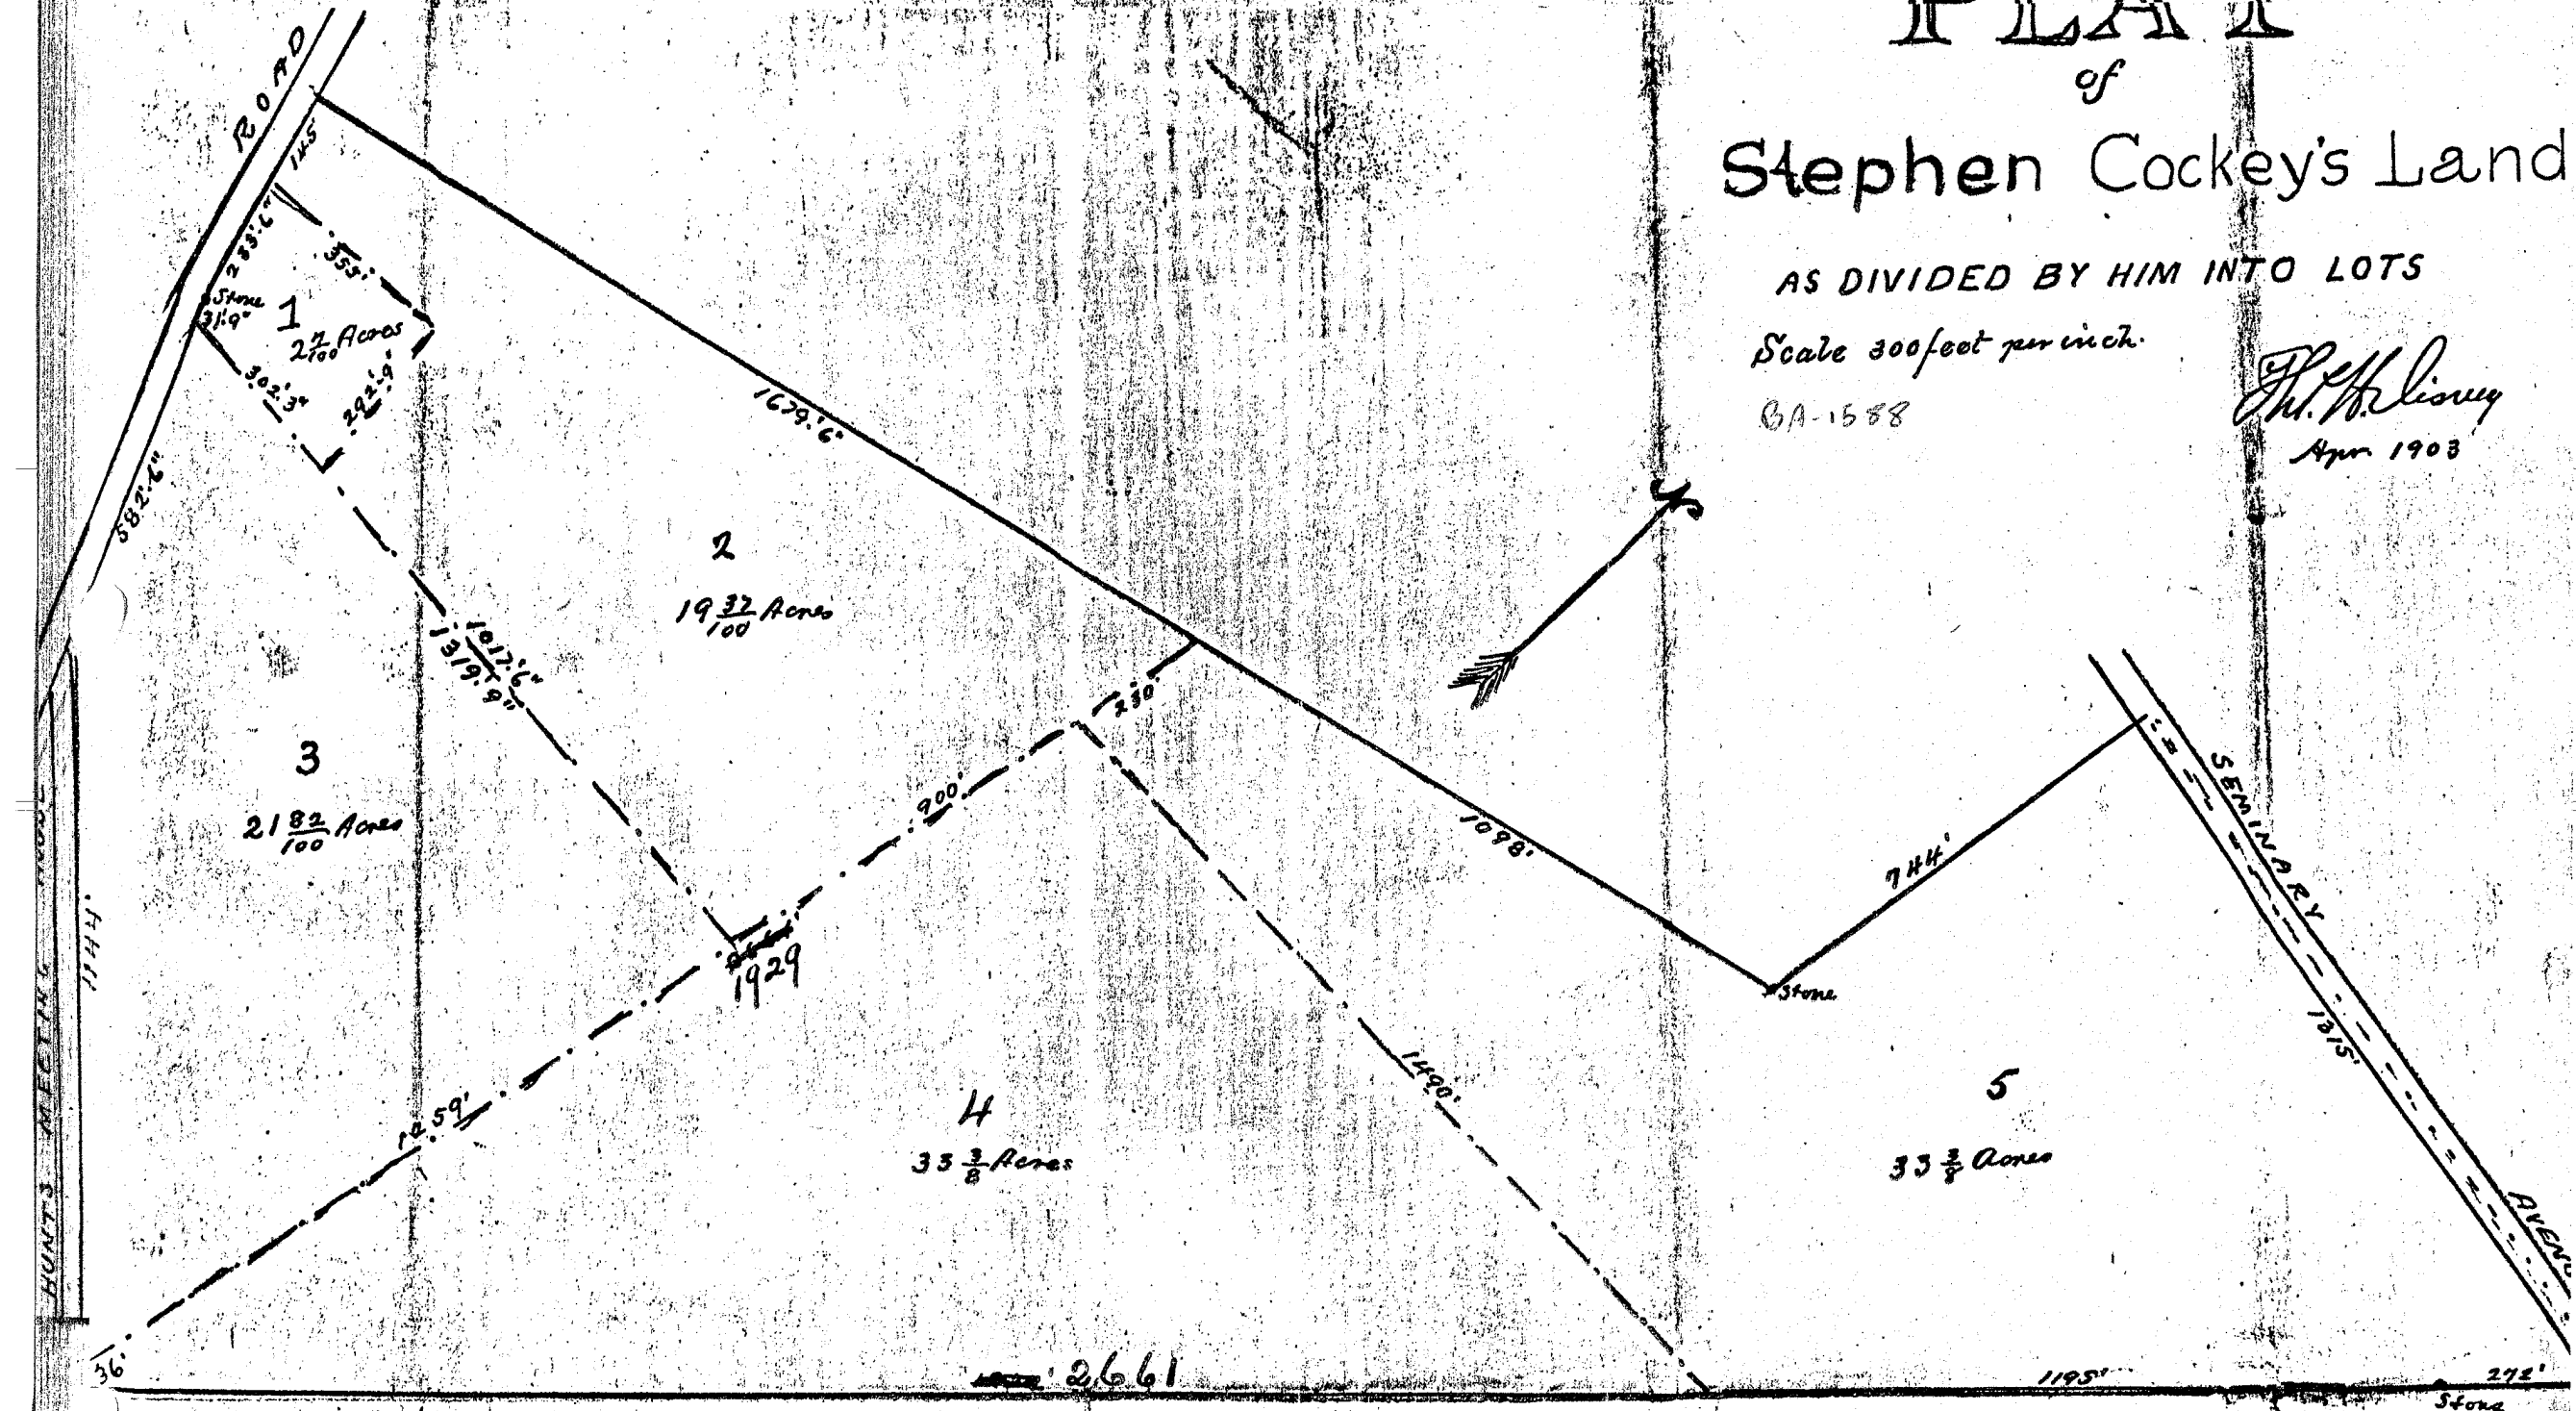 PLAT
of
Stephen Cockey's Land
AS DIVIDED BY HIM INTO LOTS
Scale 300 feet per inch.
BA-1588
Apr 1903
ROAD
145
283'.6"
355'
Stone
31'.9"
1
2 7/100 Acres
302'.3"
292'.9"
582'.6"
1679.'6"
2
19 37/100 Acres
1017.'6"
1319.'9"
230'
3
21 82/100 Acres
900'
1098'
744'
SEMINARY
1929
Stone
1144'
HUNTS MEETING
1259'
1490'
1315'
4
33 3/8 Acres
5
33 3/8 Acres
AVENU
36'
2661
1195'
272'
Stone